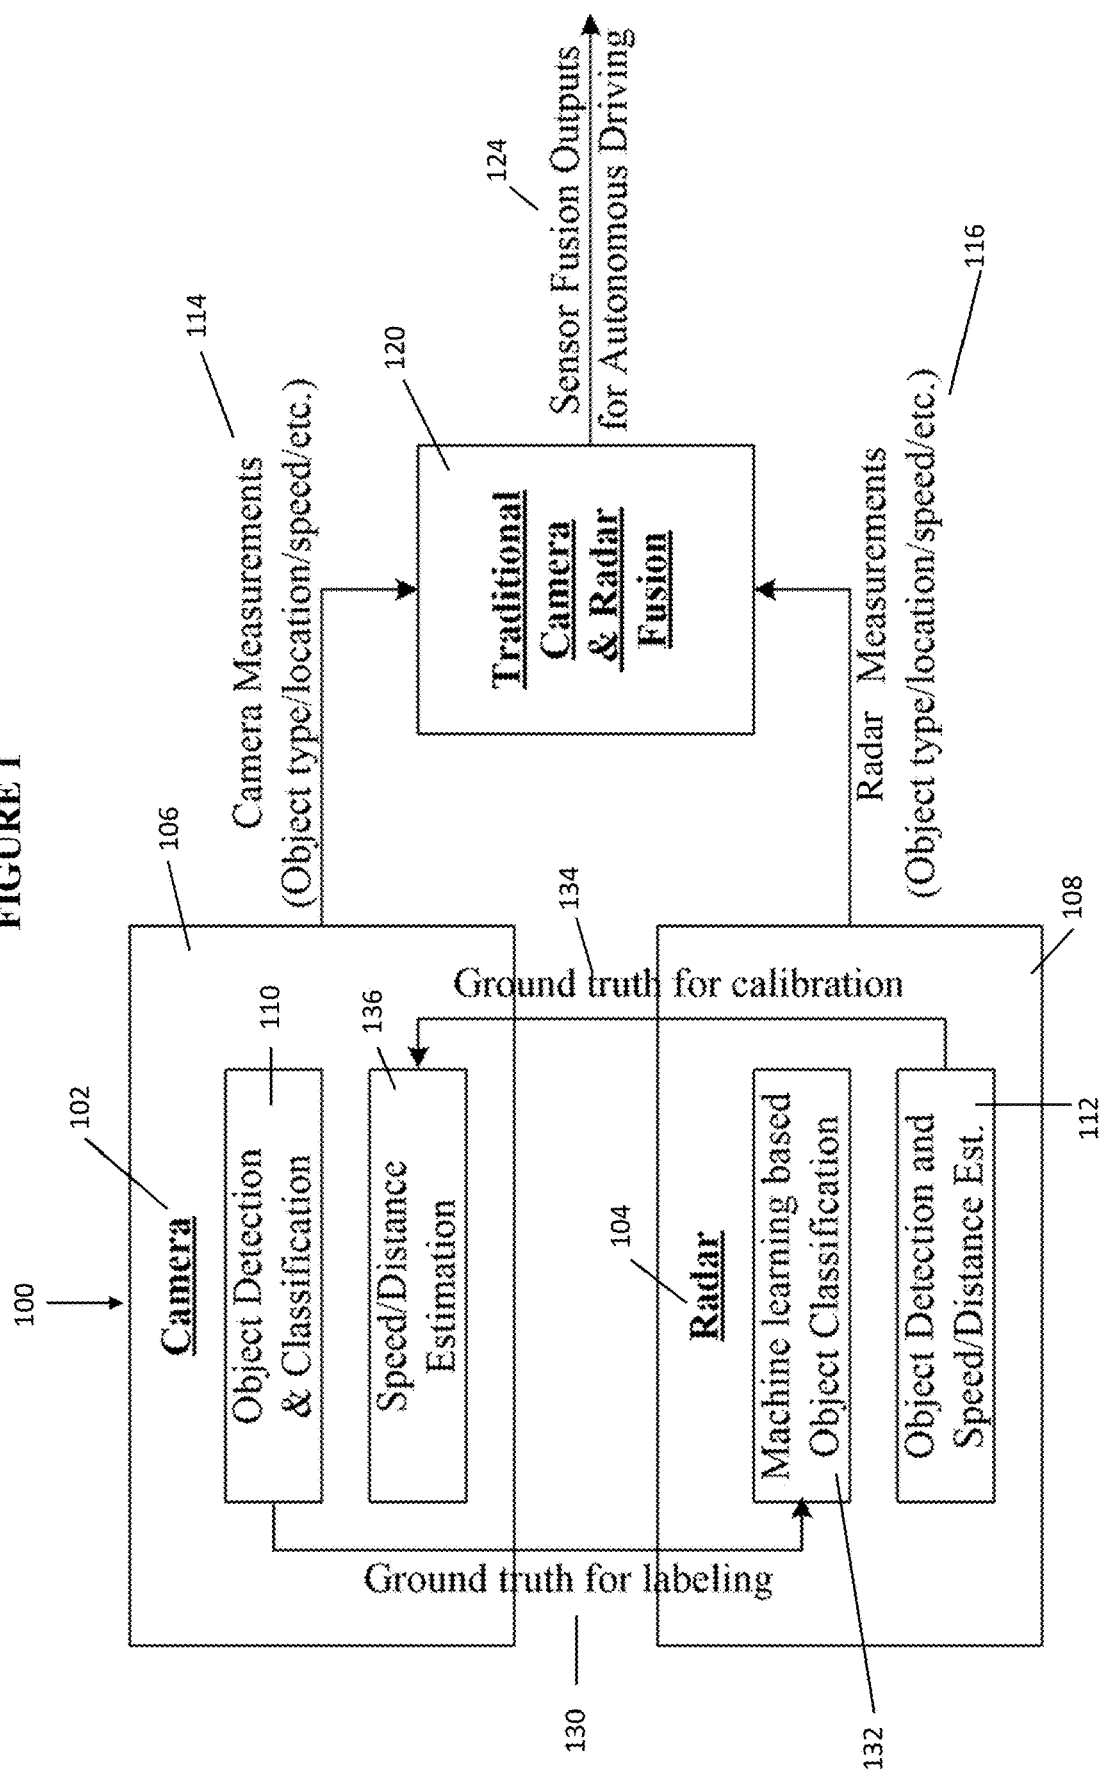 FIGURE 1
100
102
Camera
106
110
Object Detection
& Classification
136
Speed/Distance
Estimation
Camera Measurements
(Object type/location/speed/etc.)
114
Ground truth for labeling
130
Ground truth for calibration
134
104
Radar
108
Machine learning based
Object Classification
132
Object Detection and
Speed/Distance Est.
112
Radar Measurements
(Object type/location/speed/etc.)
116
120
Traditional
Camera
& Radar
Fusion
124
Sensor Fusion Outputs
for Autonomous Driving